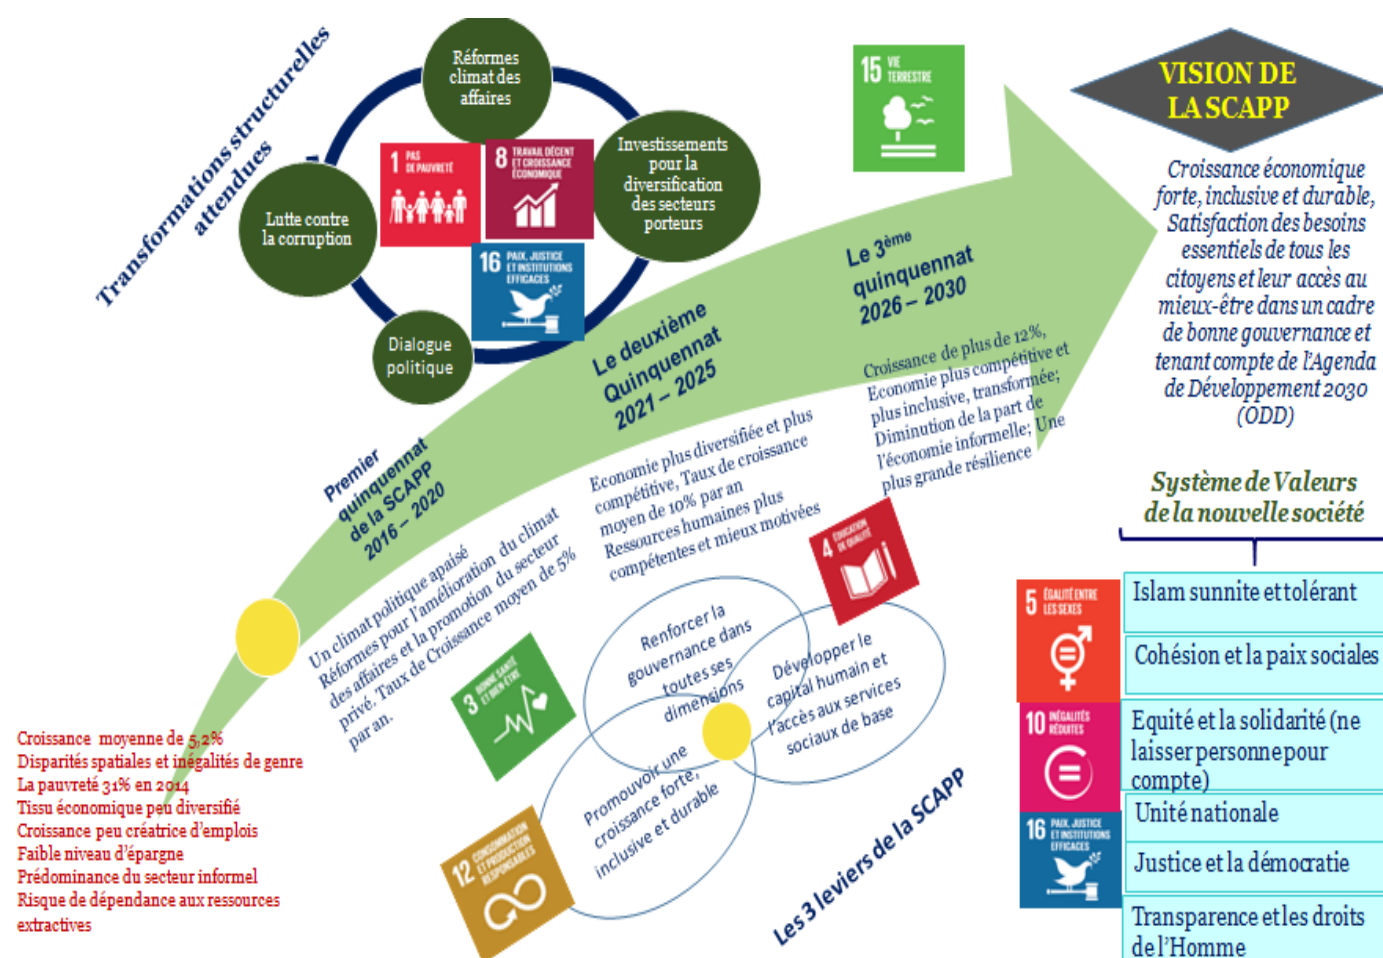 Transformations structurelles
attendues
Réformes
climat des
affaires
Investissements
pour la
diversification
des secteurs
porteurs
Lutte contre
la corruption
Dialogue
politique
1 PAS
DE PAUVRETÉ
8 TRAVAIL DÉCENT
ET CROISSANCE
ÉCONOMIQUE
16 PAIX, JUSTICE
ET INSTITUTIONS
EFFICACES
15 VIE
TERRESTRE
VISION DE
LA SCAPP
Croissance économique
forte, inclusive et durable,
Satisfaction des besoins
essentiels de tous les
citoyens et leur accès au
mieux-être dans un cadre
de bonne gouvernance et
tenant compte de l'Agenda
de Développement 2030
(ODD)
Premier
quinquennat
de la SCAPP
2016 – 2020
Le deuxième
Quinquennat
2021 – 2025
Le 3ème
quinquennat
2026 – 2030
Un climat politique apaisé
Réformes pour l'amélioration du climat
des affaires et la promotion du secteur
privé. Taux de Croissance moyen de 5%
par an.
Economie plus diversifiée et plus
compétitive, Taux de croissance
moyen de 10% par an
Ressources humaines plus
compétentes et mieux motivées
Croissance de plus de 12%,
Economie plus compétitive et
plus inclusive, transformée;
Diminution de la part de
l'économie informelle; Une
plus grande résilience
Croissance moyenne de 5,2%
Disparités spatiales et inégalités de genre
La pauvreté 31% en 2014
Tissu économique peu diversifié
Croissance peu créatrice d'emplois
Faible niveau d'épargne
Prédominance du secteur informel
Risque de dépendance aux ressources
extractives
3 BONNE SANTÉ
ET BIEN-ÊTRE
4 ÉDUCATION
DE QUALITÉ
12 CONSOMMATION
ET PRODUCTION
RESPONSABLES
Renforcer la
gouvernance dans
toutes ses
dimensions
Développer le
capital humain et
l'accès aux services
sociaux de base
Promouvoir une
croissance forte,
inclusive et durable
Les 3 leviers de la SCAPP
Système de Valeurs
de la nouvelle société
5 ÉGALITÉ ENTRE
LES SEXES
10 INÉGALITÉS
RÉDUITES
16 PAIX, JUSTICE
ET INSTITUTIONS
EFFICACES
Islam sunnite et tolérant
Cohésion et la paix sociales
Equité et la solidarité (ne
laisser personne pour
compte)
Unité nationale
Justice et la démocratie
Transparence et les droits
de l'Homme